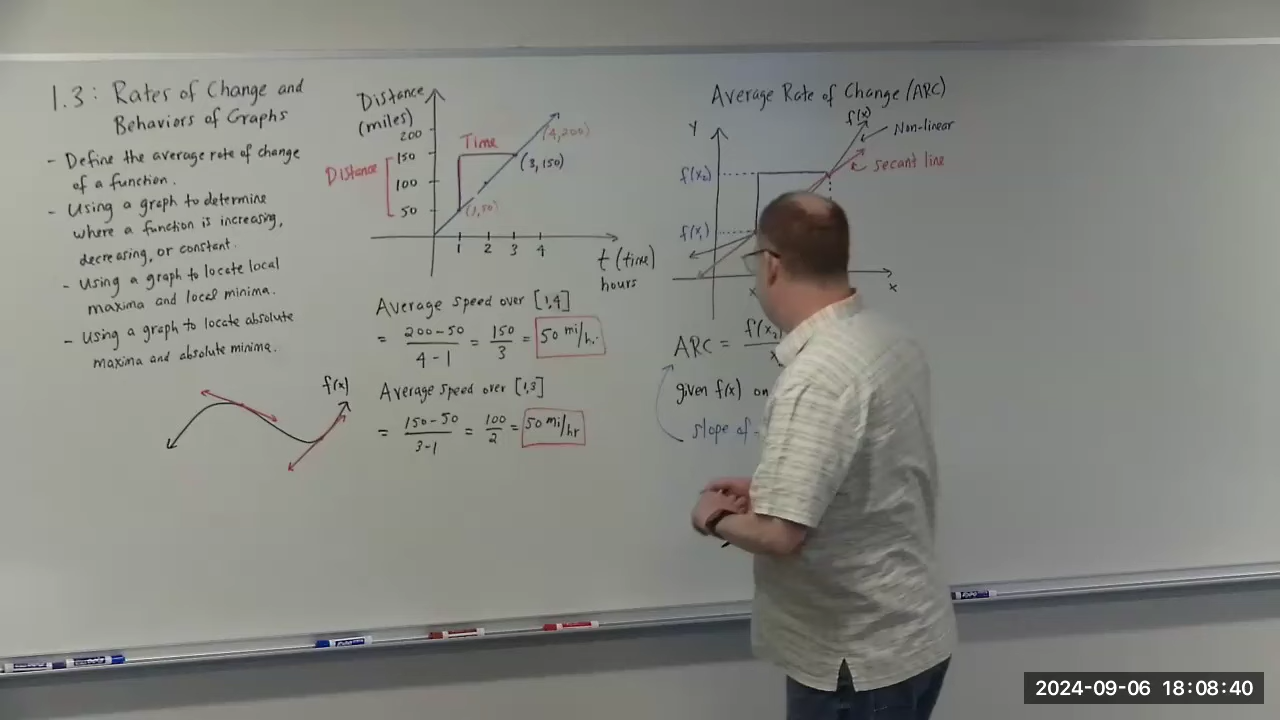 1.3: Rates of Change and
Behaviors of Graphs
- Define the average rate of change
of a function.
- Using a graph to determine
where a function is increasing,
decreasing, or constant.
- Using a graph to locate local
maxima and local minima.
- Using a graph to locate absolute
maxima and absolute minima.
f(x)
Distance
(miles)
200
150
100
50
Distance
Time
(4,200)
(3,150)
(1,50)
1 2 3 4
t (time)
hours
Average speed over [1,4]
= 200-50 / 4-1 = 150 / 3 = 50 mi/hr.
Average speed over [1,3]
= 150-50 / 3-1 = 100 / 2 = 50 mi/hr
Average Rate of Change (ARC)
Y
f(x)
Non-linear
secant line
f(x₂)
f(x₁)
x
x
ARC = f(x₂)
given f(x) on
slope of
2024-09-06 18:08:40